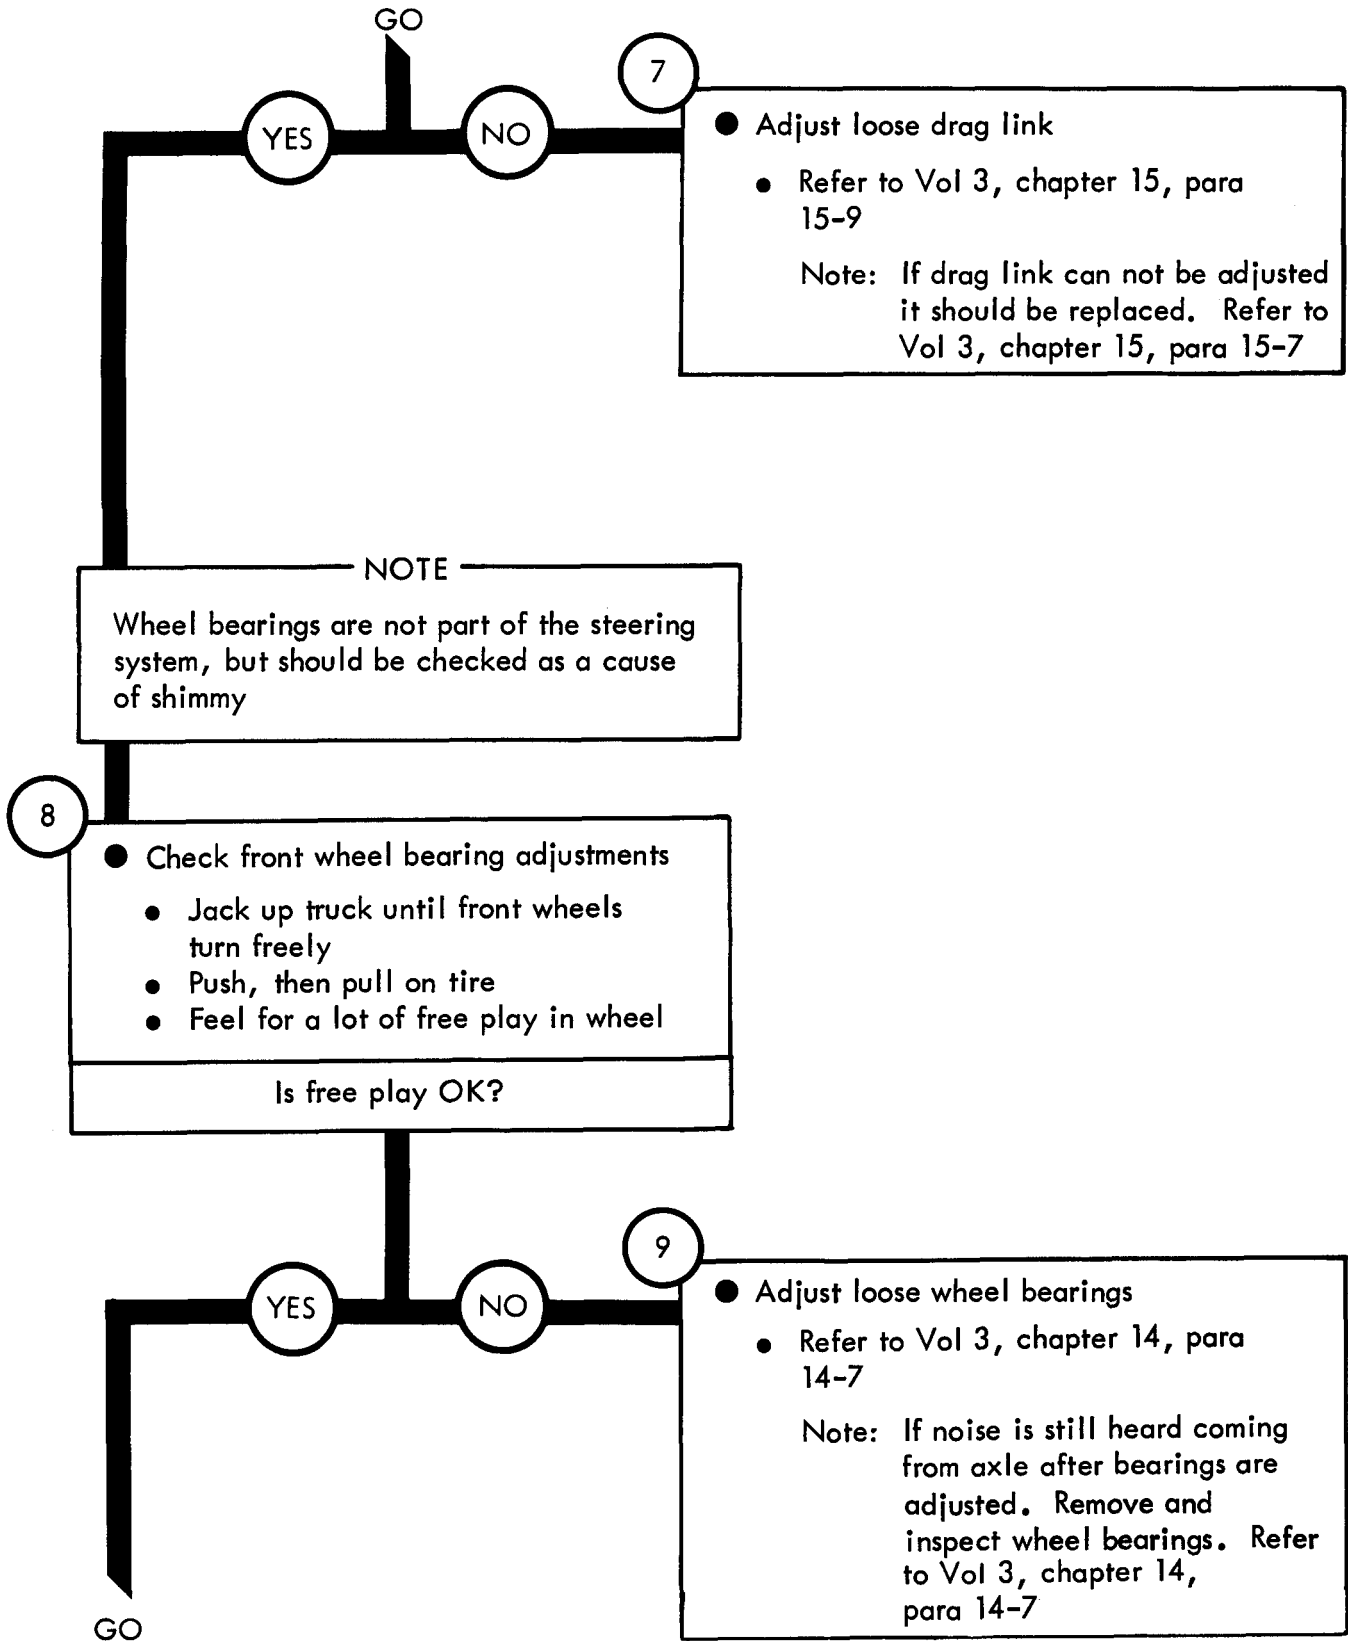 GO
YES
NO
7
● Adjust loose drag link
● Refer to Vol 3, chapter 15, para
15-9
Note: If drag link can not be adjusted
it should be replaced. Refer to
Vol 3, chapter 15, para 15-7
NOTE
Wheel bearings are not part of the steering
system, but should be checked as a cause
of shimmy
8
● Check front wheel bearing adjustments
● Jack up truck until front wheels
turn freely
● Push, then pull on tire
● Feel for a lot of free play in wheel
Is free play OK?
YES
NO
9
● Adjust loose wheel bearings
● Refer to Vol 3, chapter 14, para
14-7
Note: If noise is still heard coming
from axle after bearings are
adjusted. Remove and
inspect wheel bearings. Refer
to Vol 3, chapter 14,
para 14-7
GO